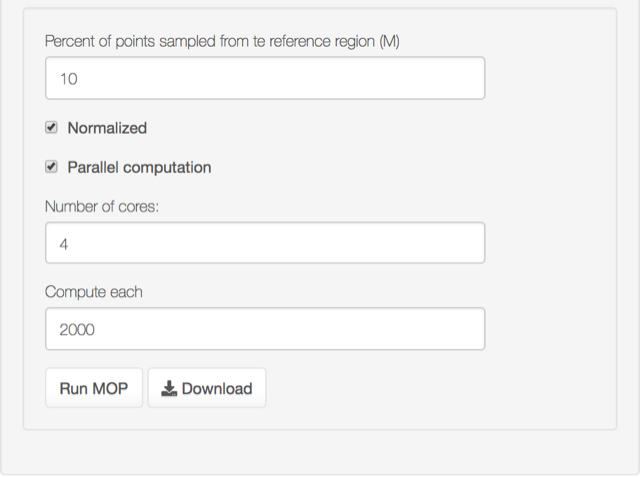 Percent of points sampled from te reference region (M)
10
Normalized
Parallel computation
Number of cores:
4
Compute each
2000
Run MOP
Download